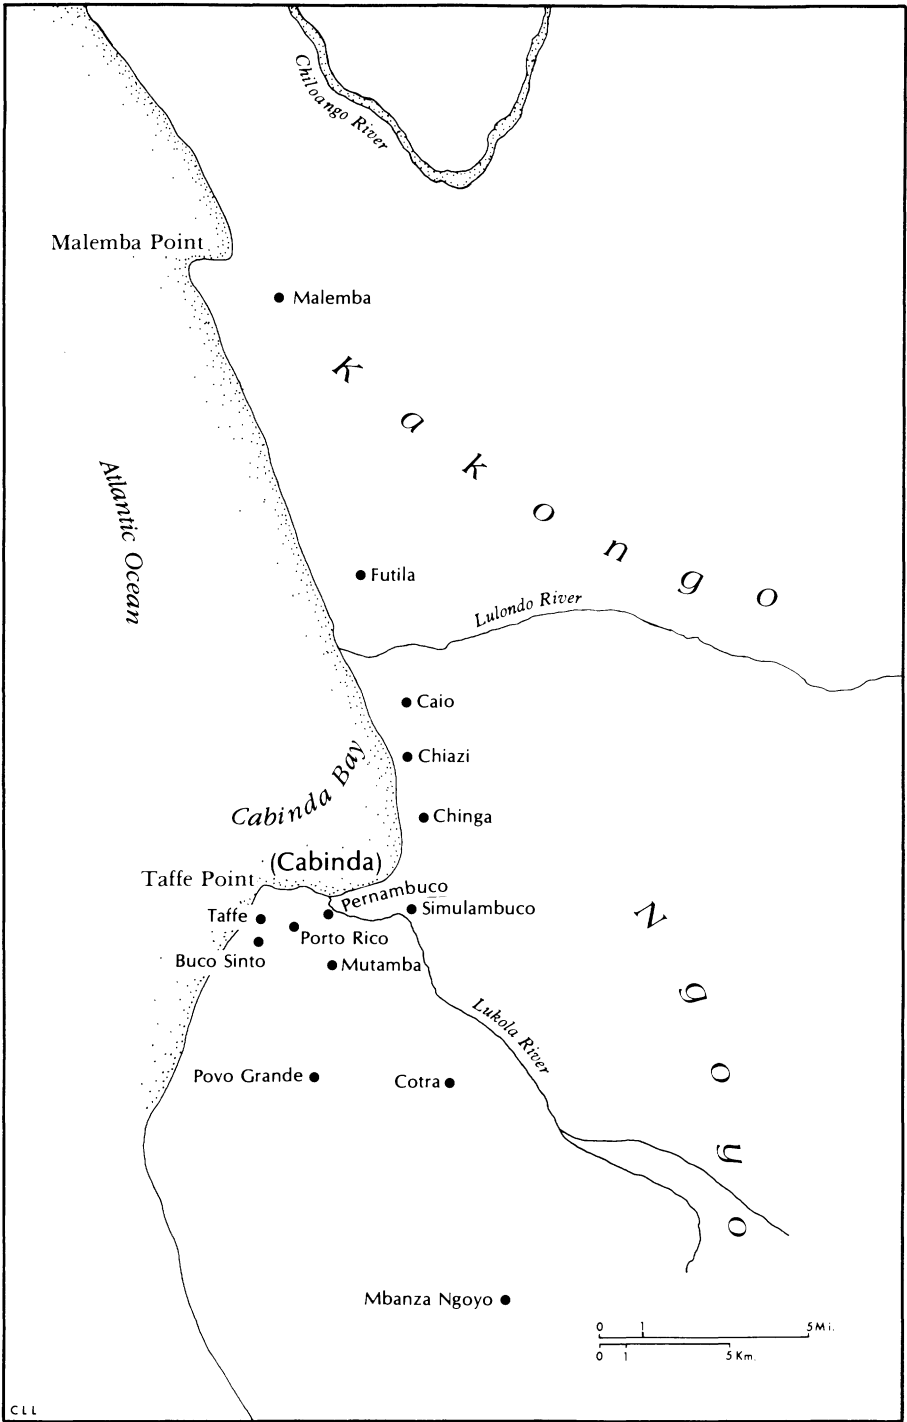 Chiloango River
Malemba Point
Malemba
Kakongo
Atlantic Ocean
Futila
Lulondo River
Caio
Chiazi
Cabinda Bay
Chinga
(Cabinda)
Taffe Point
Pernambuco
Taffe
Simulambuco
Ngoyo
Porto Rico
Buco Sinto
Mutamba
Lukola River
Povo Grande
Cotra
Mbanza Ngoyo
0 1 5 Mi.
0 1 5 Km.
CLL